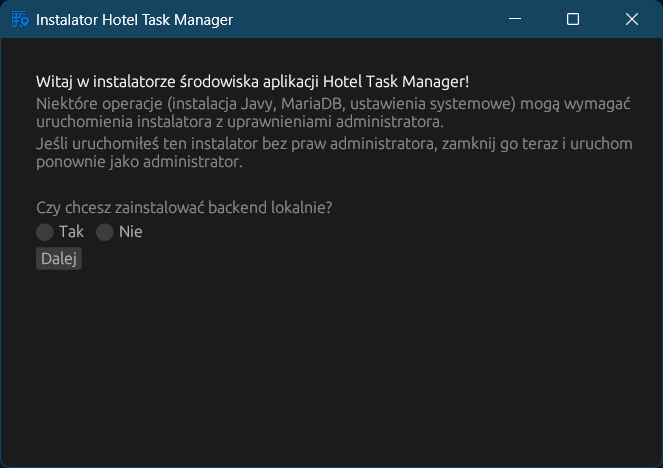 Instalator Hotel Task Manager
Witaj w instalatorze środowiska aplikacji Hotel Task Manager!
Niektóre operacje (instalacja Javy, MariaDB, ustawienia systemowe) mogą wymagać
uruchomienia instalatora z uprawnieniami administratora.
Jeśli uruchomiłeś ten instalator bez praw administratora, zamknij go teraz i uruchom
ponownie jako administrator.
Czy chcesz zainstalować backend lokalnie?
Tak Nie
Dalej